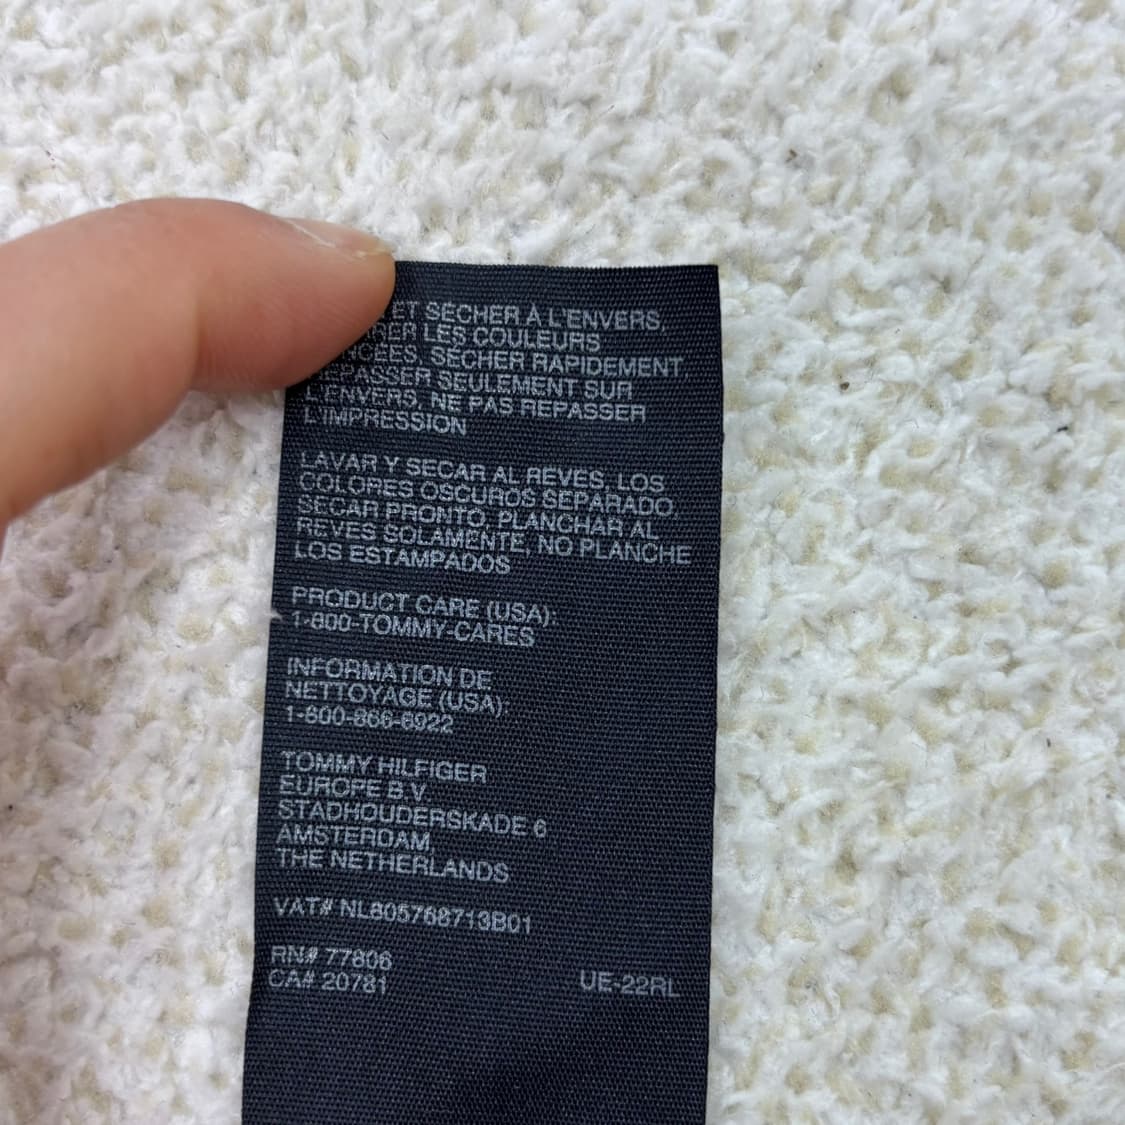 ET SÉCHER À L'ENVERS,
LES COULEURS
SÉCHER RAPIDEMENT,
REPASSER SEULEMENT SUR
L'ENVERS, NE PAS REPASSER
L'IMPRESSION
LAVAR Y SECAR AL REVES, LOS
COLORES OSCUROS SEPARADO,
SECAR PRONTO, PLANCHAR AL
REVES SOLAMENTE, NO PLANCHE
LOS ESTAMPADOS
PRODUCT CARE (USA):
1-800-TOMMY-CARES
INFORMATION DE
NETTOYAGE (USA):
1-800-866-6922
TOMMY HILFIGER
EUROPE B.V.
STADHOUDERSKADE 6
AMSTERDAM,
THE NETHERLANDS
VAT# NL805768713B01
RN# 77806
CA# 20781
UE-22RL